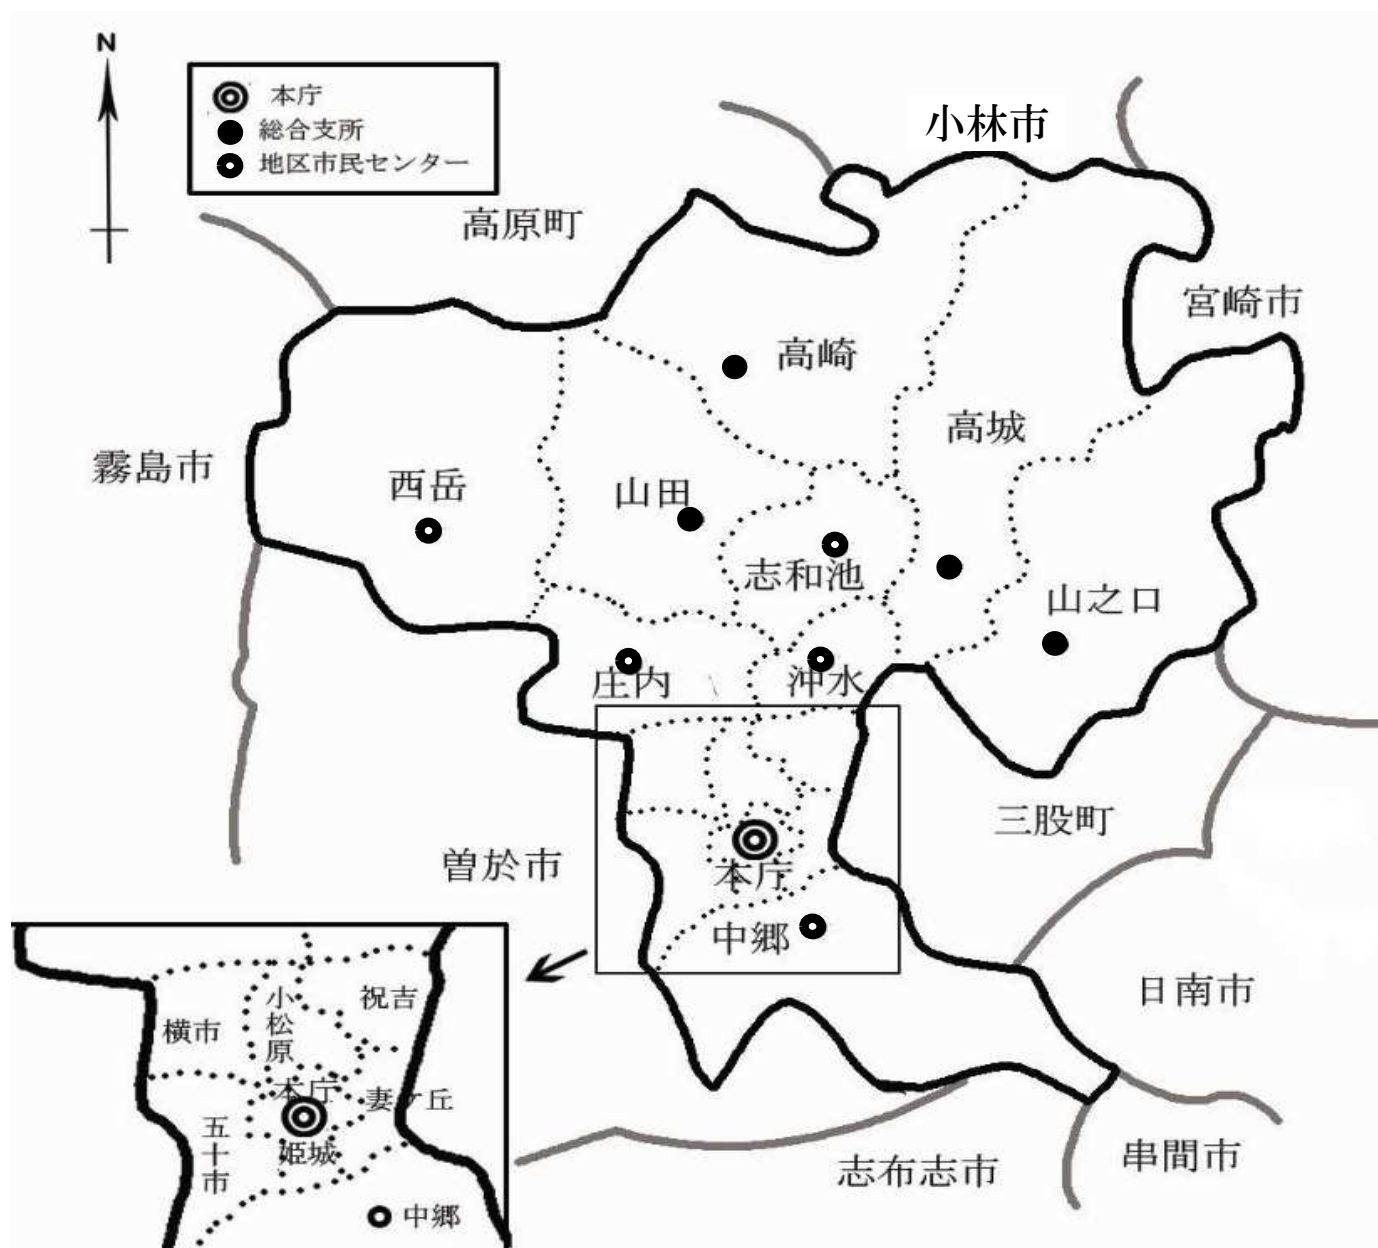 N
本庁
総合支所
地区市民センター
小林市
高原町
宮崎市
高崎
高城
霧島市
西岳
山田
志和池
山之口
庄内
沖水
三股町
曽於市
本庁
中郷
日南市
志布志市
串間市
祝吉
小松原
横市
本庁
妻ケ丘
五十市
姫城
中郷